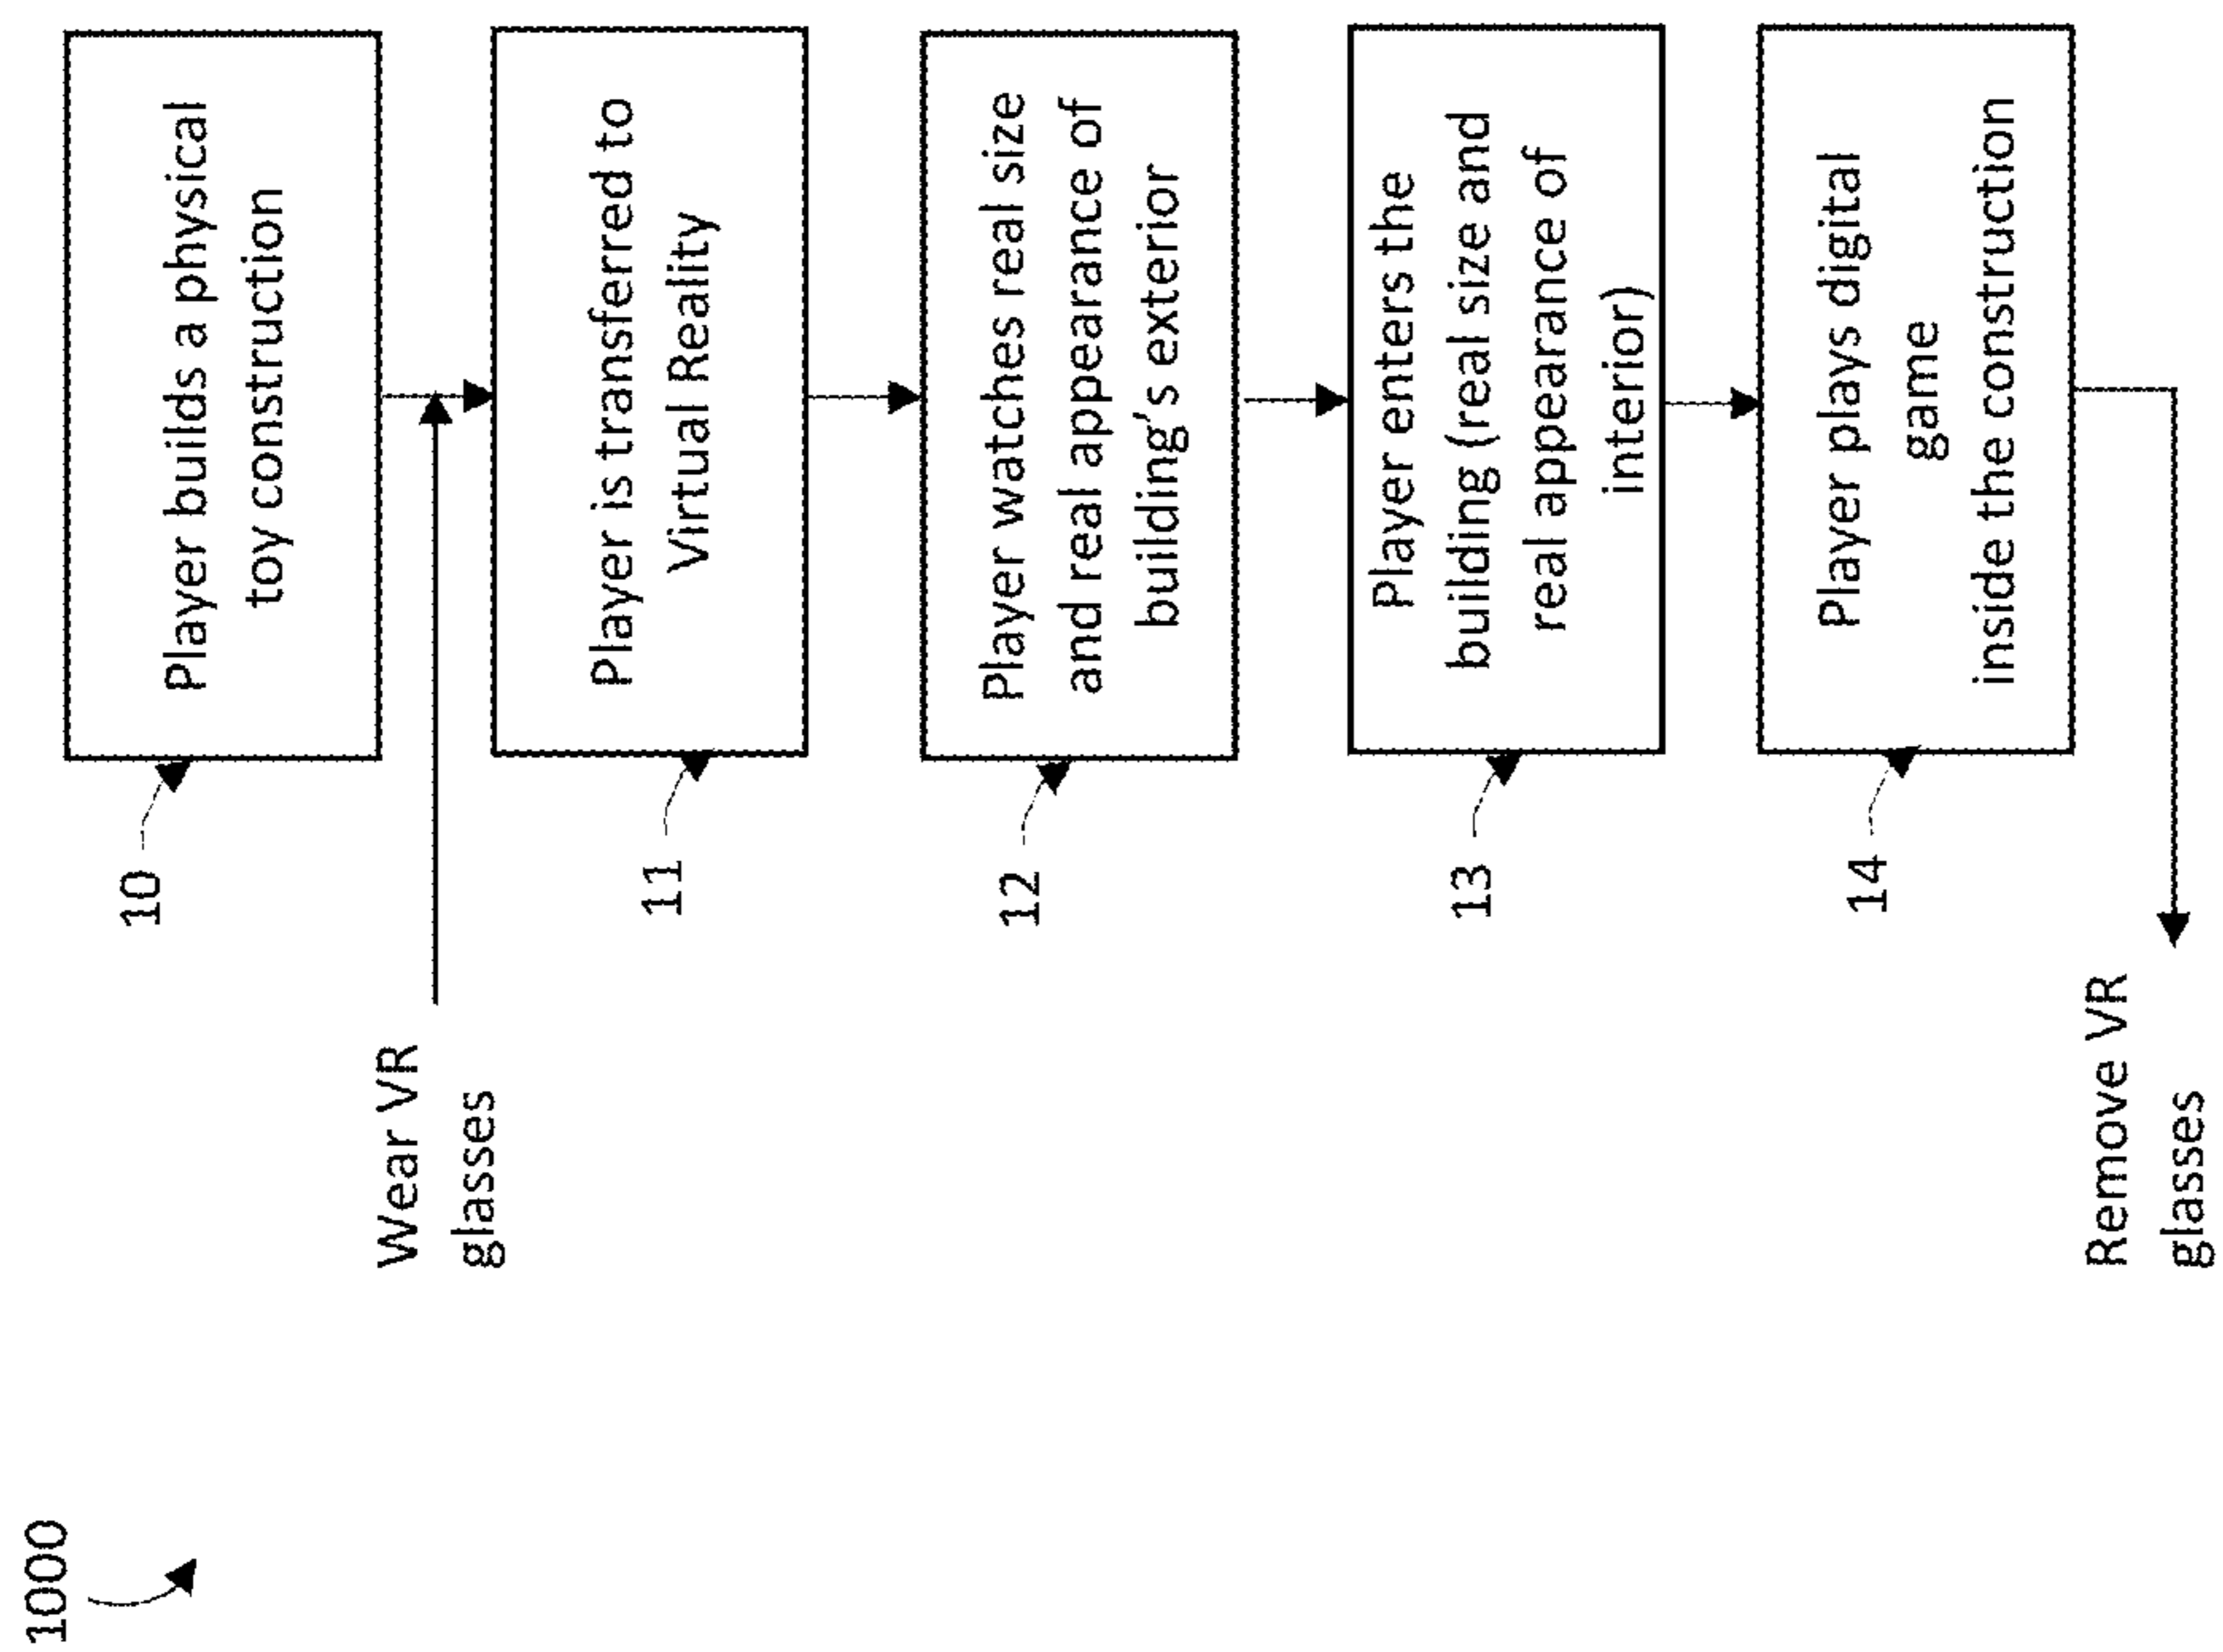 1000
10
Player builds a physical
toy construction
Wear VR
glasses
11
Player is transferred to
Virtual Reality
12
Player watches real size
and real appearance of
building's exterior
13
Player enters the
building (real size and
real appearance of
interior)
14
Player plays digital
game
inside the construction
Remove VR
glasses